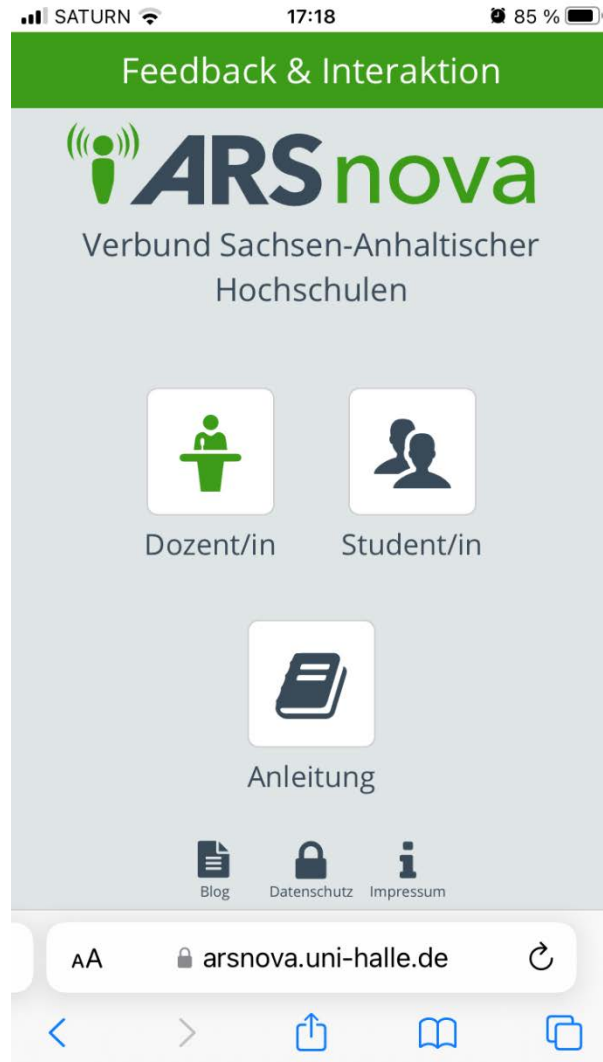 SATURN 17:18 85 %
Feedback & Interaktion
ARSnova
Verbund Sachsen-Anhaltischer
Hochschulen
Dozent/in Student/in
Anleitung
Blog Datenschutz Impressum
AA arsnova.uni-halle.de